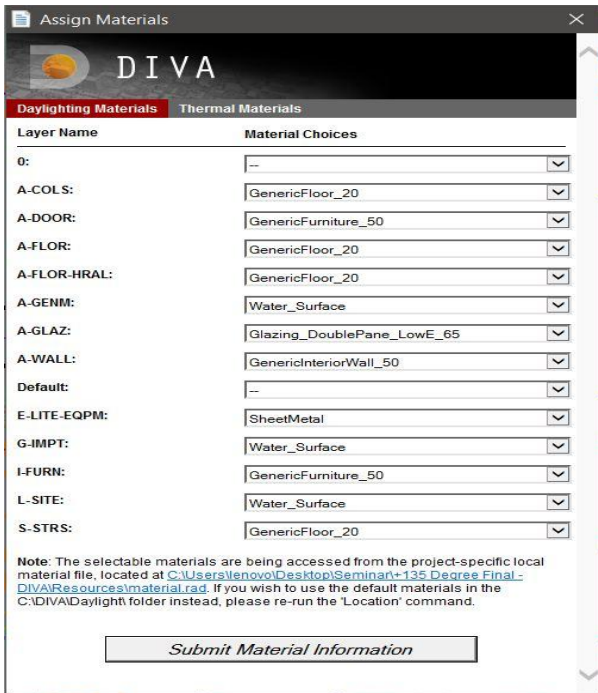 Assign Materials
DIVA
Daylighting Materials Thermal Materials
Layer Name Material Choices
0: --
A-COLS: GenericFloor_20
A-DOOR: GenericFurniture_50
A-FLOR: GenericFloor_20
A-FLOR-HRAL: GenericFloor_20
A-GENM: Water_Surface
A-GLAZ: Glazing_DoublePane_LowE_65
A-WALL: GenericInteriorWall_50
Default: --
E-LITE-EQPM: SheetMetal
G-IMPT: Water_Surface
I-FURN: GenericFurniture_50
L-SITE: Water_Surface
S-STRS: GenericFloor_20
Note: The selectable materials are being accessed from the project-specific local
material file, located at C:\Users\lenovo\Desktop\Seminar\+135 Degree Final -
DIVA\Resources\material.rad. If you wish to use the default materials in the
C:\DIVA\Daylight\ folder instead, please re-run the 'Location' command.
Submit Material Information